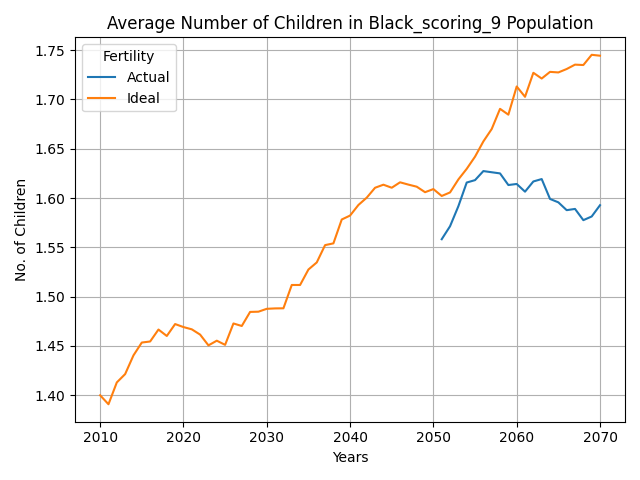 Average Number of Children in Black_scoring_9 Population
Fertility
Actual
Ideal
No. of Children
1.75
1.70
1.65
1.60
1.55
1.50
1.45
1.40
2010 2020 2030 2040 2050 2060 2070
Years